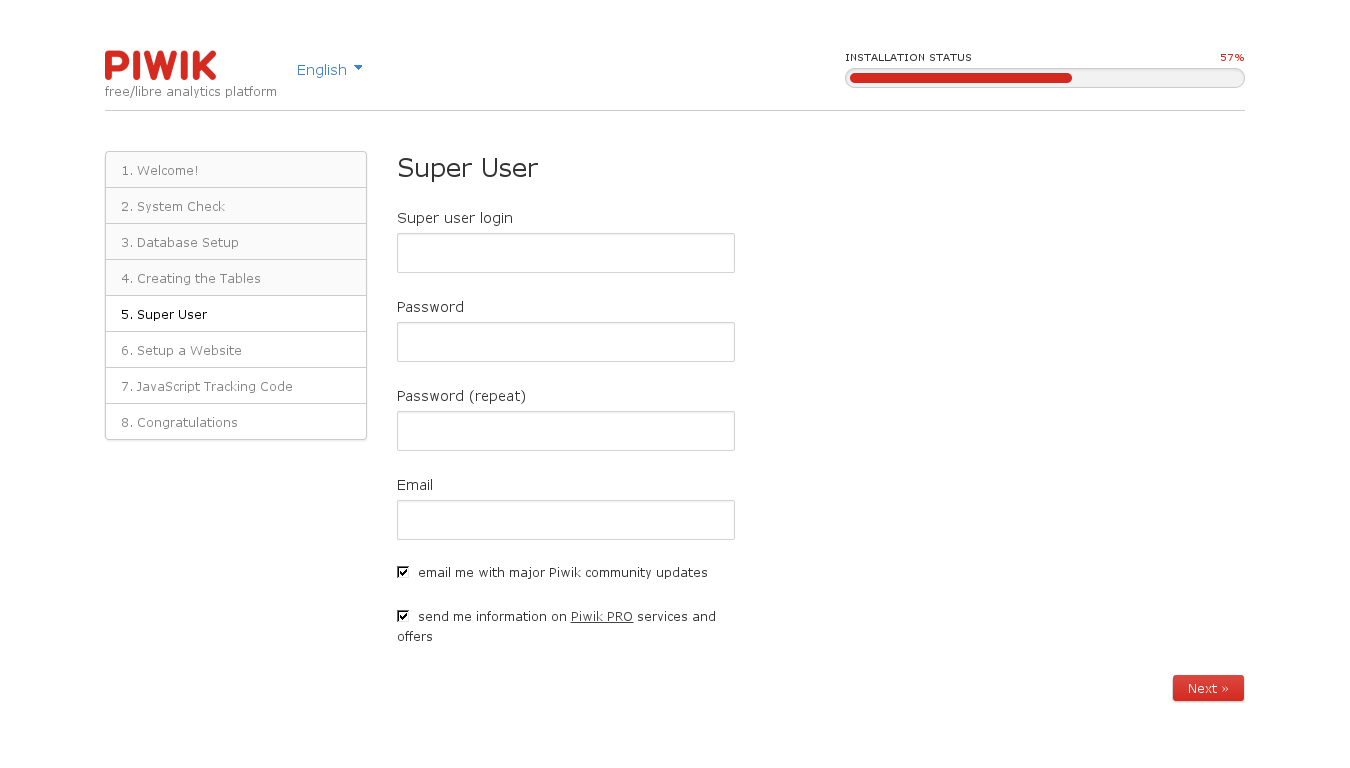 PIWIK
free/libre analytics platform
English
INSTALLATION STATUS 57%
1. Welcome!
2. System Check
3. Database Setup
4. Creating the Tables
5. Super User
6. Setup a Website
7. JavaScript Tracking Code
8. Congratulations
Super User
Super user login
Password
Password (repeat)
Email
email me with major Piwik community updates
send me information on Piwik PRO services and
offers
Next »